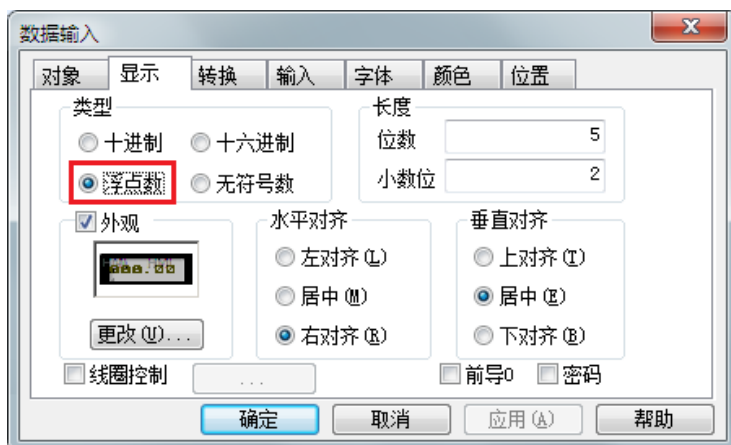 数据输入
对象 显示 转换 输入 字体 颜色 位置
类型
十进制 十六进制
浮点数 无符号数
长度
位数 5
小数位 2
外观
更改(U)...
水平对齐
左对齐(L)
居中(M)
右对齐(R)
垂直对齐
上对齐(T)
居中(E)
下对齐(B)
线圈控制 ... 前导0 密码
确定 取消 应用(A) 帮助